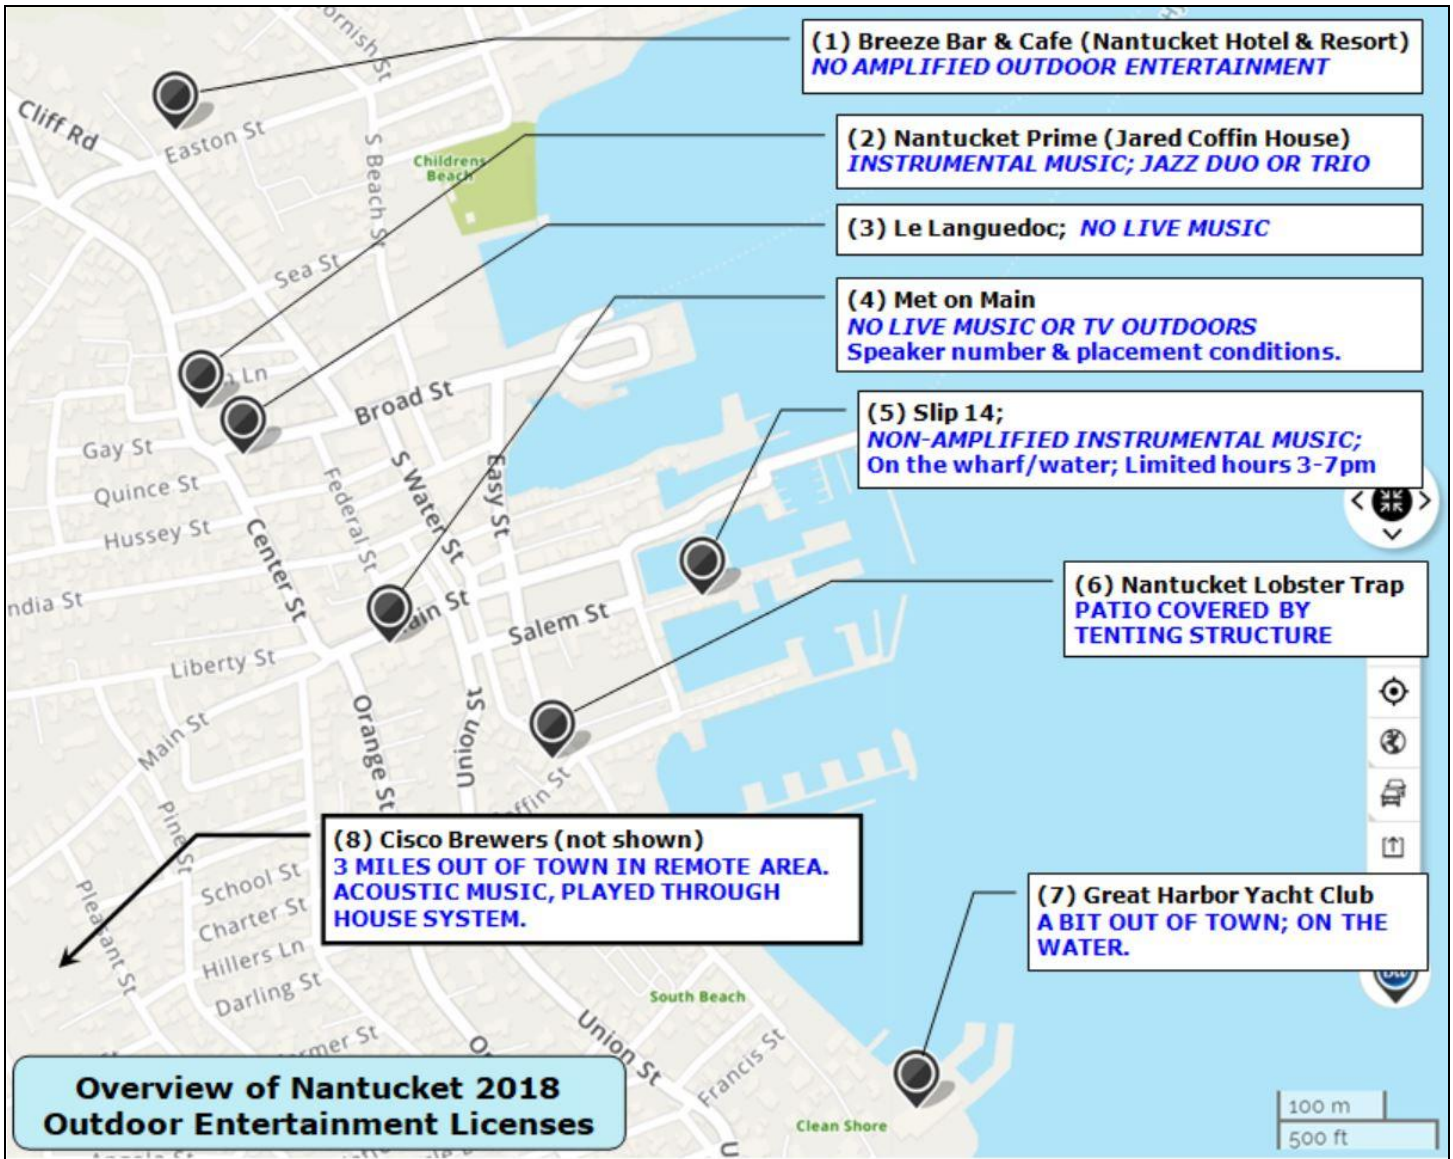 (1) Breeze Bar & Cafe (Nantucket Hotel & Resort)
NO AMPLIFIED OUTDOOR ENTERTAINMENT
(2) Nantucket Prime (Jared Coffin House)
INSTRUMENTAL MUSIC; JAZZ DUO OR TRIO
(3) Le Languedoc; NO LIVE MUSIC
(4) Met on Main
NO LIVE MUSIC OR TV OUTDOORS
Speaker number & placement conditions.
(5) Slip 14;
NON-AMPLIFIED INSTRUMENTAL MUSIC;
On the wharf/water; Limited hours 3-7pm
(6) Nantucket Lobster Trap
PATIO COVERED BY
TENTING STRUCTURE
(7) Great Harbor Yacht Club
A BIT OUT OF TOWN; ON THE
WATER.
(8) Cisco Brewers (not shown)
3 MILES OUT OF TOWN IN REMOTE AREA.
ACOUSTIC MUSIC, PLAYED THROUGH
HOUSE SYSTEM.
Overview of Nantucket 2018
Outdoor Entertainment Licenses
Cliff Rd
Easton St
S Beach St
Childrens
Beach
Sea St
Ln
Broad St
Gay St
Quince St
Hussey St
Federal St
S Water St
Easy St
Center St
Main St
Salem St
Liberty St
Main St
Orange St
Union St
Pine St
Pleasant St
School St
Charter St
Hillers Ln
Darling St
South Beach
Union St
Francis St
Clean Shore
100 m
500 ft